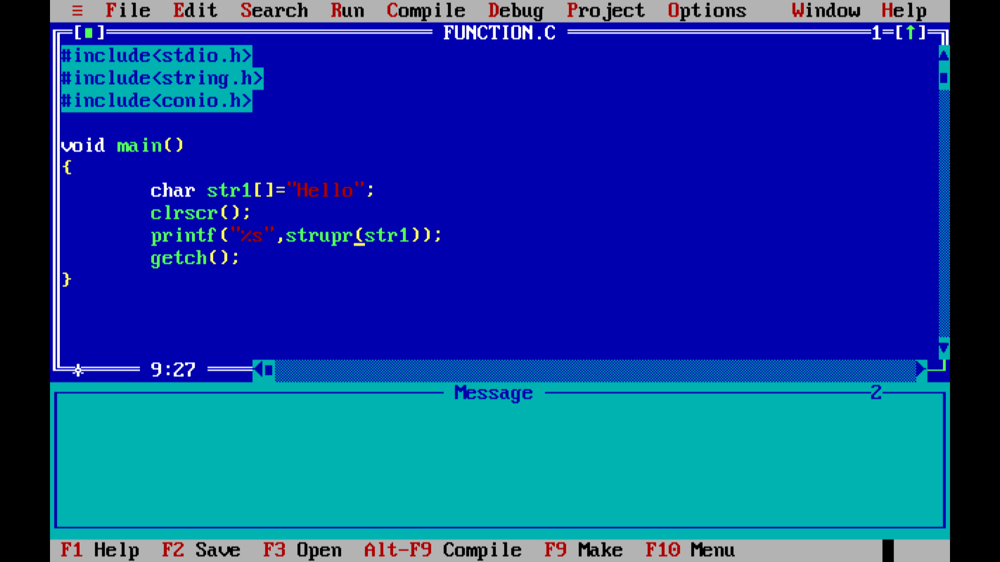 ≡ File Edit Search Run Compile Debug Project Options Window Help
[■] FUNCTION.C 1=[↑]
#include<stdio.h>
#include<string.h>
#include<conio.h>
void main()
{
char str1[]="Hello";
clrscr();
printf("%s",strupr(str1));
getch();
}
* 9:27
Message 2
F1 Help F2 Save F3 Open Alt-F9 Compile F9 Make F10 Menu